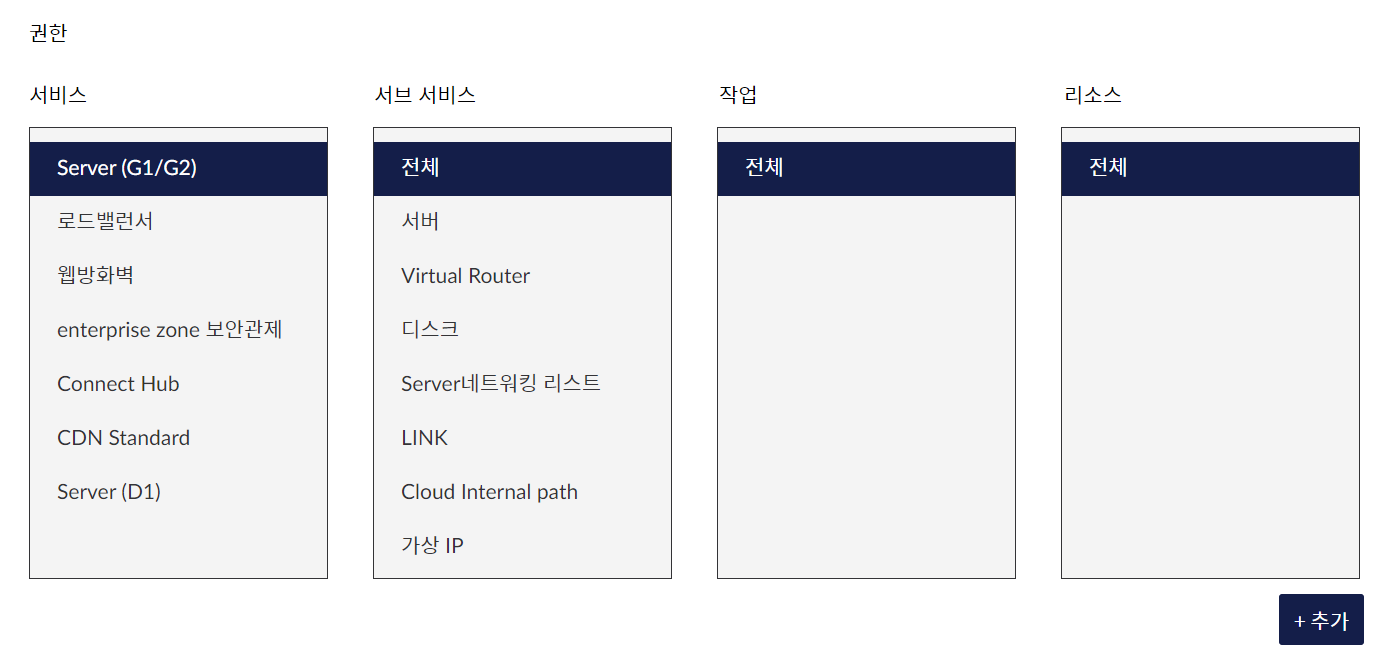 권한
서비스
서브 서비스
작업
리소스
Server (G1/G2)
로드밸런서
웹방화벽
enterprise zone 보안관제
Connect Hub
CDN Standard
Server (D1)
전체
서버
Virtual Router
디스크
Server네트워킹 리스트
LINK
Cloud Internal path
가상 IP
전체
전체
+ 추가